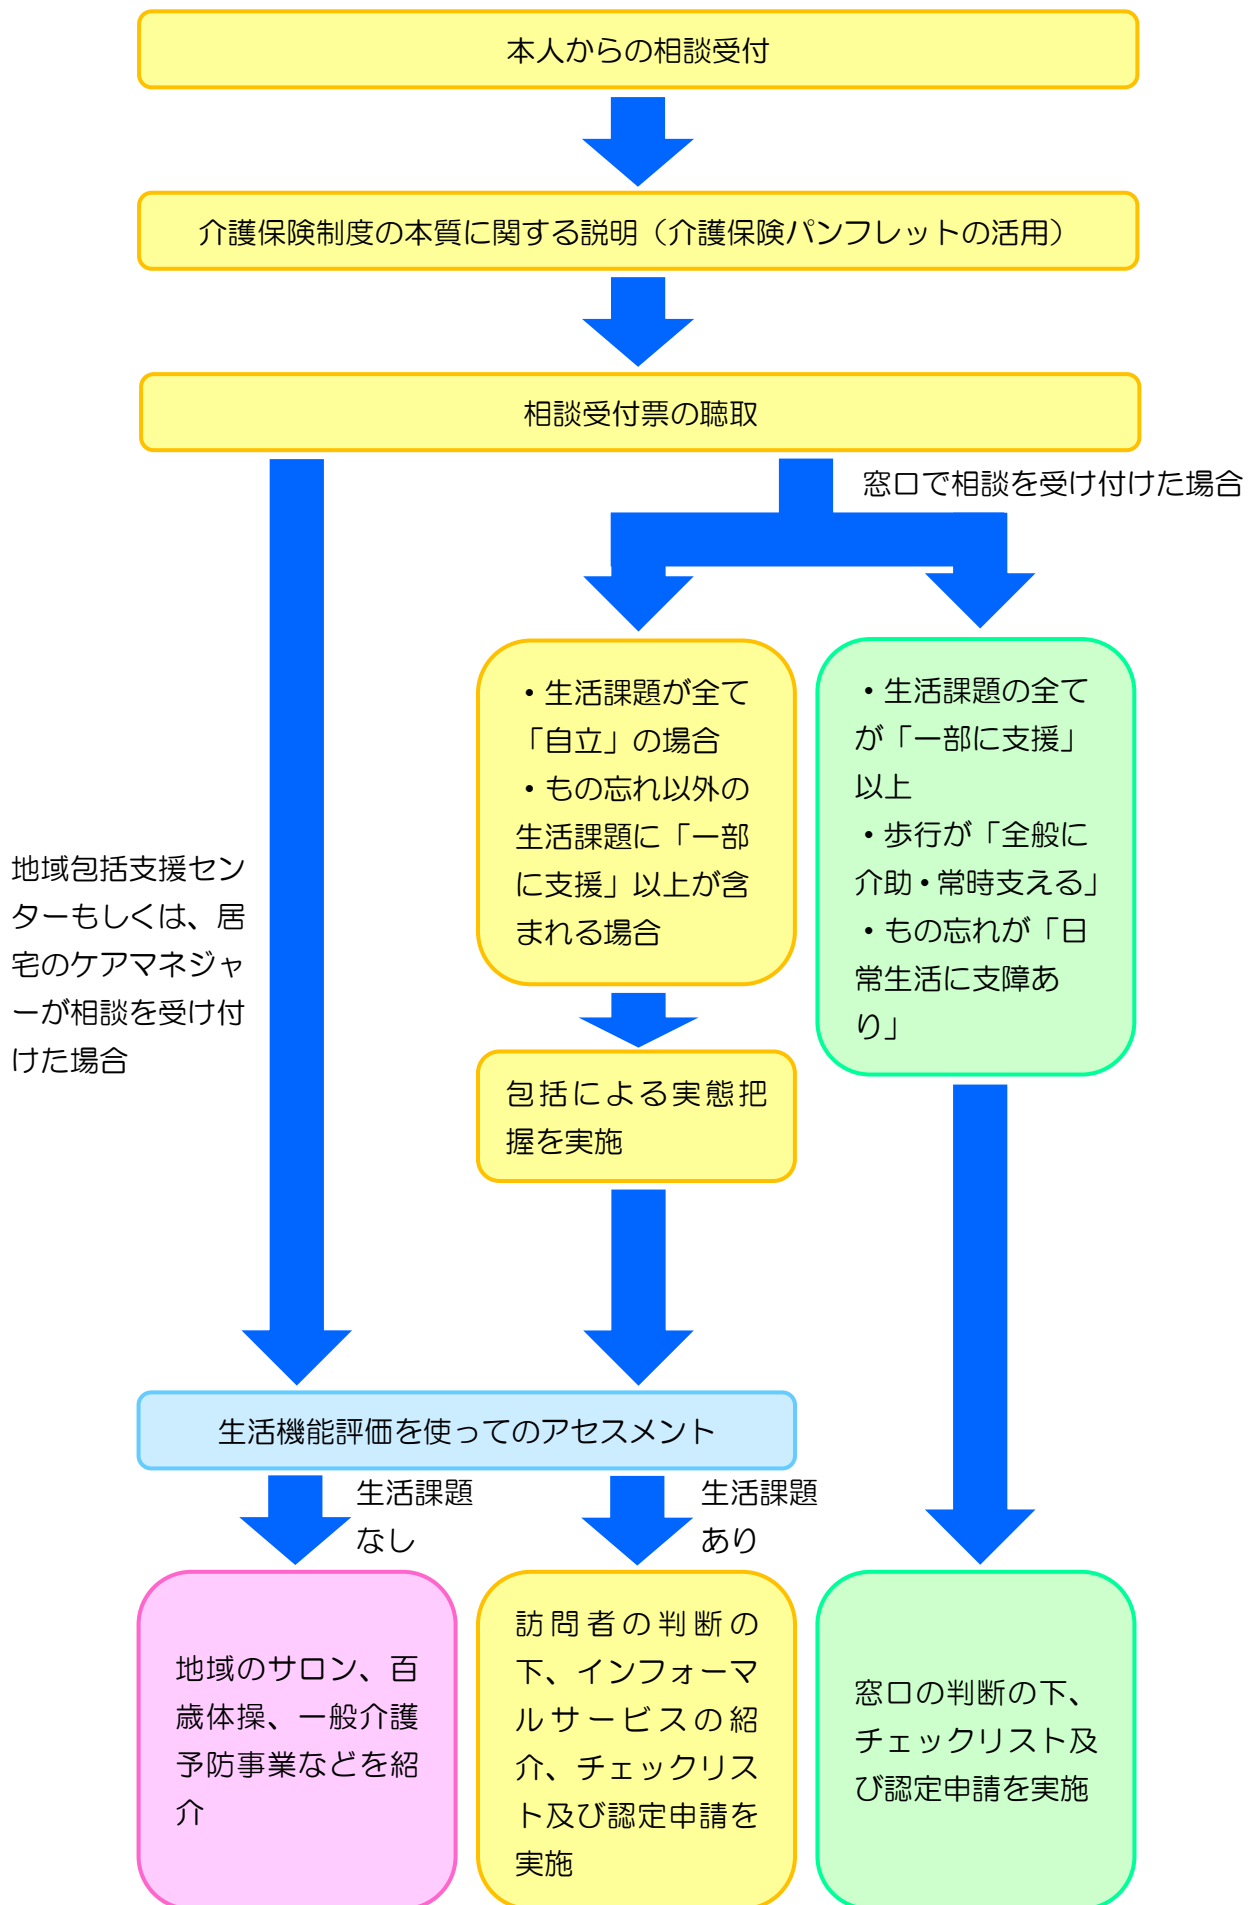 本人からの相談受付
介護保険制度の本質に関する説明（介護保険パンフレットの活用）
相談受付票の聴取
窓口で相談を受け付けた場合
・生活課題が全て
「自立」の場合
・もの忘れ以外の
生活課題に「一部
に支援」以上が含
まれる場合
・生活課題の全て
が「一部に支援」
以上
・歩行が「全般に
介助・常時支える」
・もの忘れが「日
常生活に支障あ
り」
地域包括支援セン
ターもしくは、居
宅のケアマネジャ
ーが相談を受け付
けた場合
包括による実態把
握を実施
生活機能評価を使ってのアセスメント
生活課題
なし
生活課題
あり
地域のサロン、百
歳体操、一般介護
予防事業などを紹
介
訪問者の判断の
下、インフォーマ
ルサービスの紹
介、チェックリス
ト及び認定申請を
実施
窓口の判断の下、
チェックリスト及
び認定申請を実施